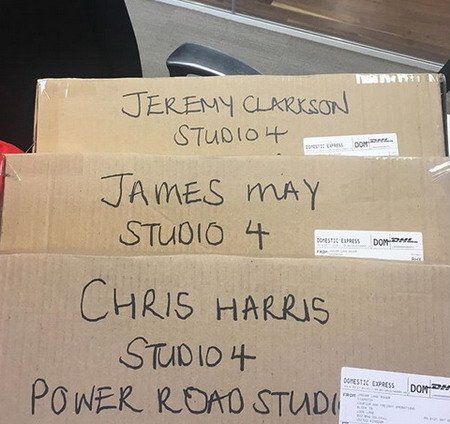 JEREMY CLARKSON
STUDIO 4
DOMESTIC EXPRESS DOM DHL
JAMES MAY
STUDIO 4
DOMESTIC EXPRESS DOM DHL
CHRIS HARRIS
STUDIO 4
POWER ROAD STUDI
DOMESTIC EXPRESS DOM DHL